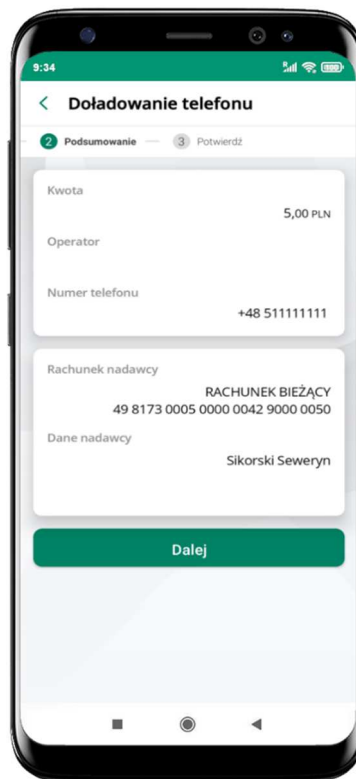 9:34
Doładowanie telefonu
2 Podsumowanie 3 Potwierdź
Kwota
5,00 PLN
Operator
Numer telefonu
+48 511111111
Rachunek nadawcy
RACHUNEK BIEŻĄCY
49 8173 0005 0000 0042 9000 0050
Dane nadawcy
Sikorski Seweryn
Dalej